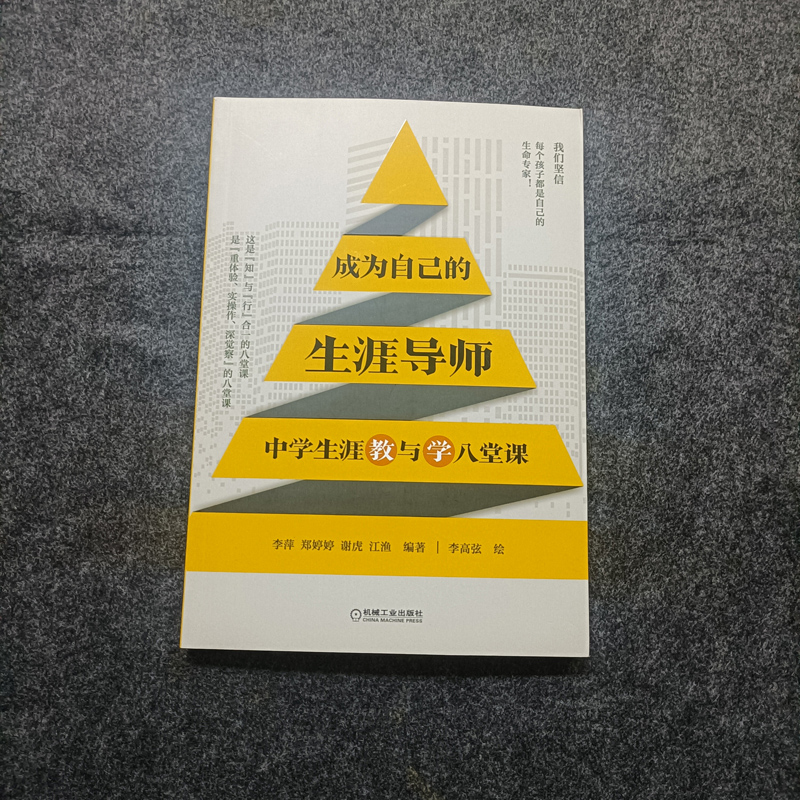 我们坚信
每个孩子都是自己的
生命专家！
成为自己的
生涯导师
中学生涯教与学八堂课
这是“知”与“行”合一的八堂课
是“重体验、实操作、深觉察”的八堂课
李萍 郑婷婷 谢虎 江渔 编著 | 李高弦 绘
机械工业出版社
CHINA MACHINE PRESS